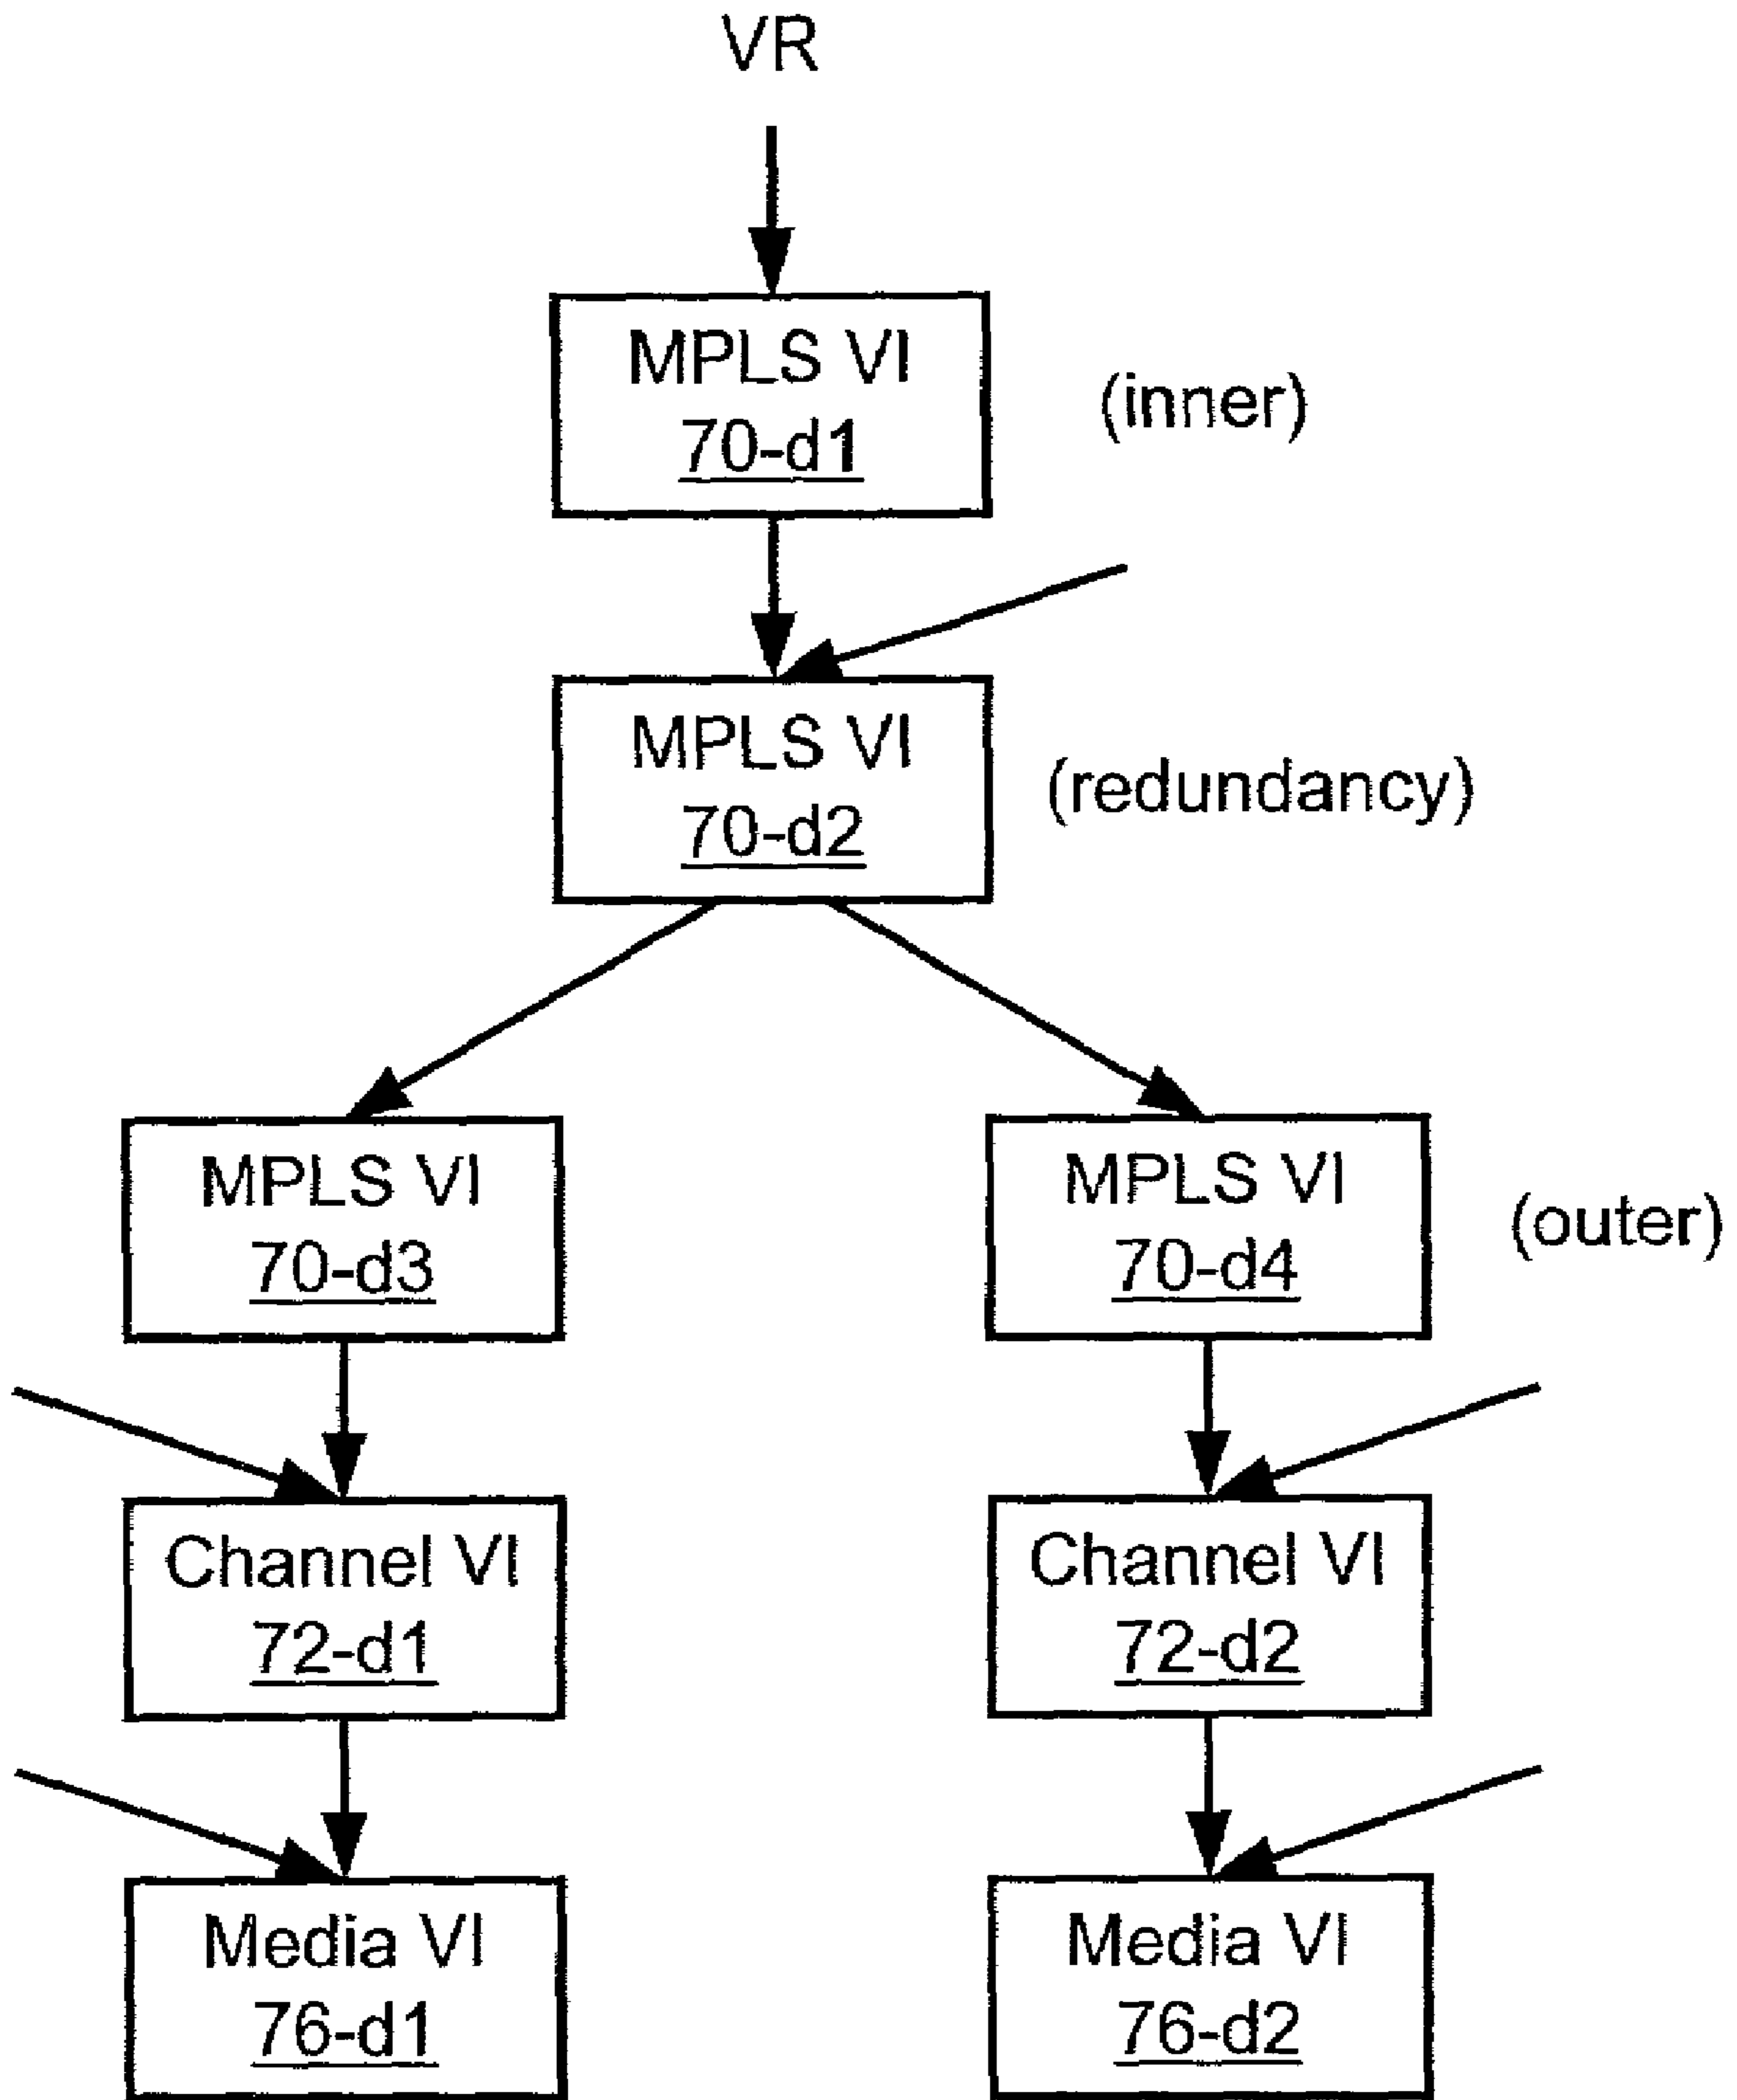 VR
MPLS VI
70-d1
(inner)
MPLS VI
70-d2
(redundancy)
MPLS VI
70-d3
MPLS VI
70-d4
(outer)
Channel VI
72-d1
Channel VI
72-d2
Media VI
76-d1
Media VI
76-d2